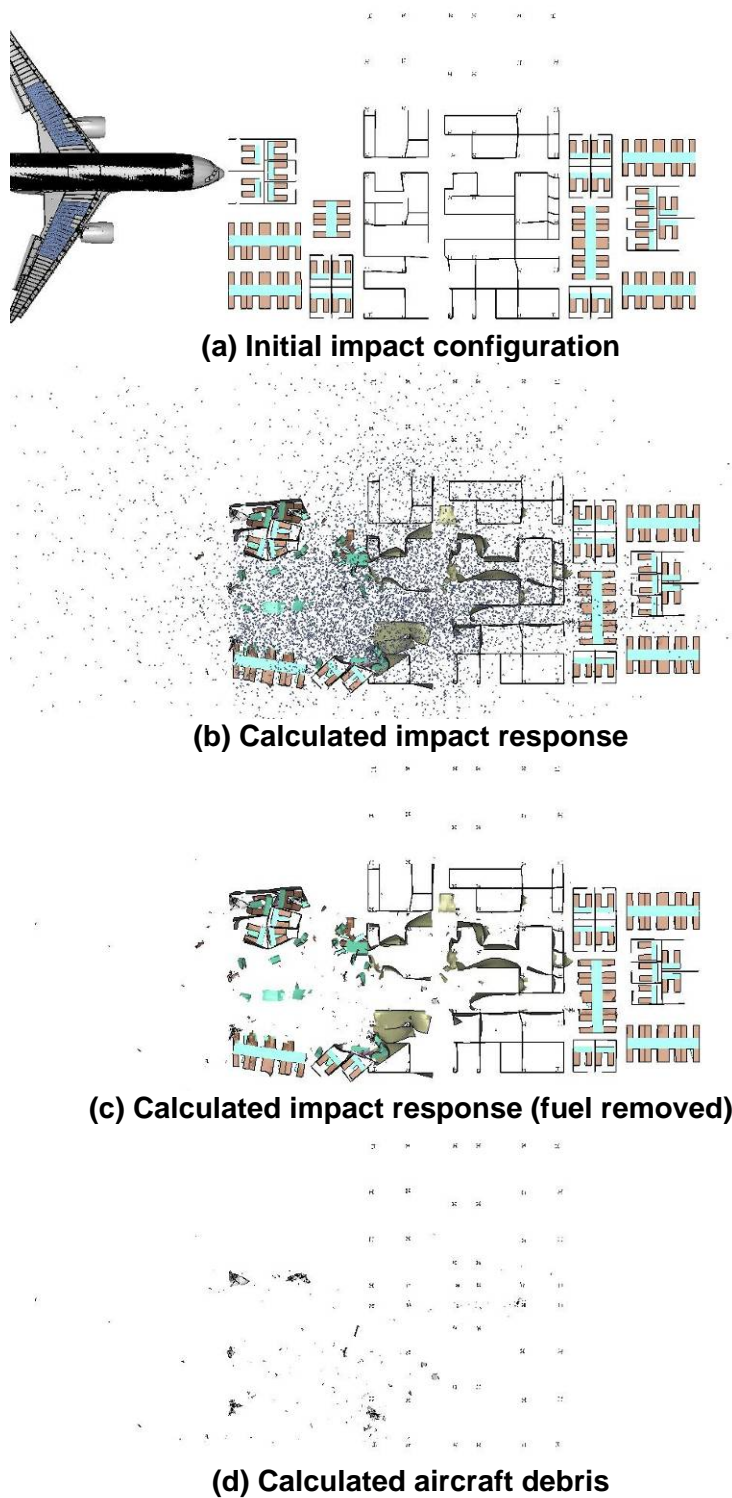 (a) Initial impact configuration
(b) Calculated impact response
(c) Calculated impact response (fuel removed)
(d) Calculated aircraft debris